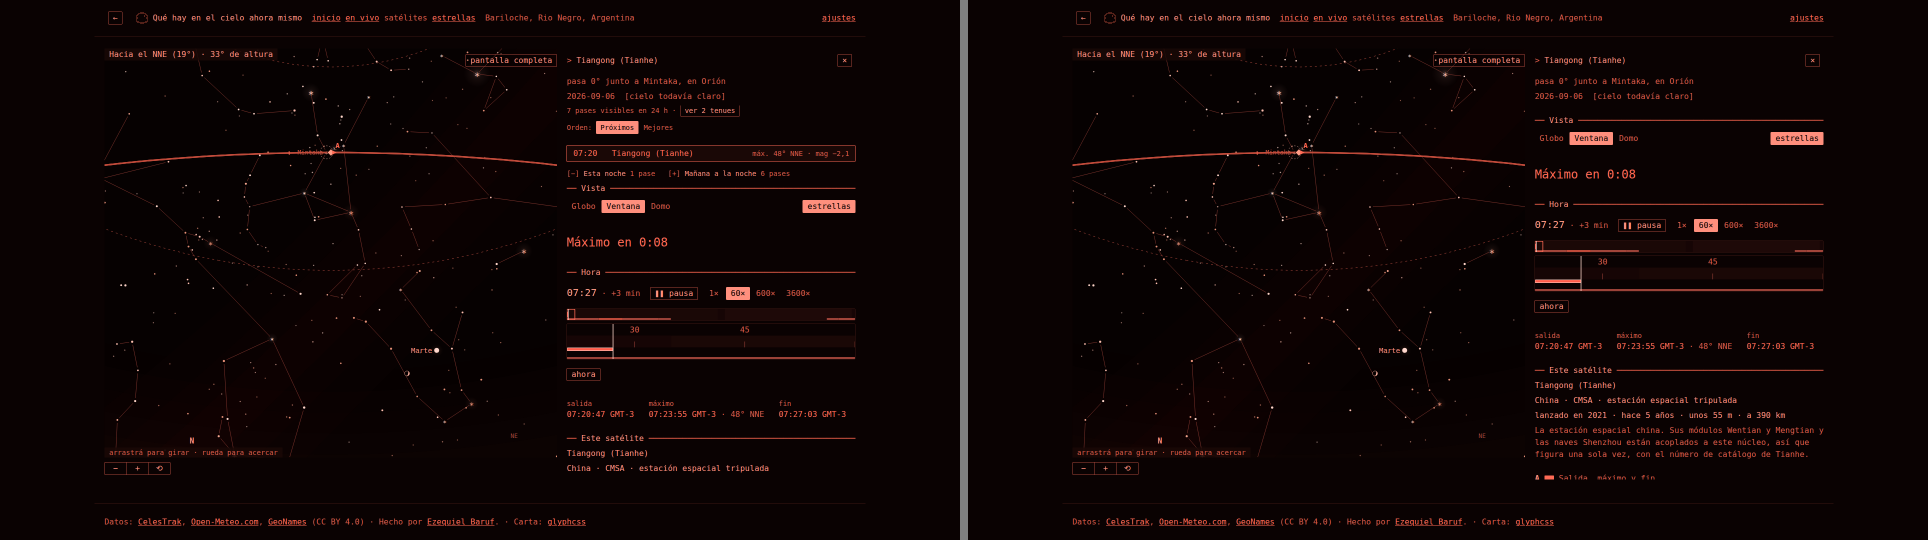 ← Qué hay en el cielo ahora mismo inicio en vivo satélites estrellas Bariloche, Rio Negro, Argentina ajustes
Hacia el NNE (19°) · 33° de altura
pantalla completa
Mintaka
A
Marte
N
NE
arrastrá para girar · rueda para acercar
− + ⟲
> Tiangong (Tianhe) ×
pasa 0° junto a Mintaka, en Orión
2026-09-06 [cielo todavía claro]
7 pases visibles en 24 h · ver 2 tenues
Orden: Próximos Mejores
07:20 Tiangong (Tianhe) máx. 48° NNE · mag −2,1
[−] Esta noche 1 pase [+] Mañana a la noche 6 pases
Vista
Globo Ventana Domo estrellas
Máximo en 0:08
Hora
07:27 · +3 min ❚❚ pausa 1× 60× 600× 3600×
30 45
ahora
salida máximo fin
07:20:47 GMT-3 07:23:55 GMT-3 · 48° NNE 07:27:03 GMT-3
Este satélite
Tiangong (Tianhe)
China · CMSA · estación espacial tripulada
Datos: CelesTrak, Open-Meteo.com, GeoNames (CC BY 4.0) · Hecho por Ezequiel Baruf. · Carta: glyphcss
← Qué hay en el cielo ahora mismo inicio en vivo satélites estrellas Bariloche, Rio Negro, Argentina ajustes
Hacia el NNE (19°) · 33° de altura
pantalla completa
Mintaka
A
Marte
N
NE
arrastrá para girar · rueda para acercar
− + ⟲
> Tiangong (Tianhe) ×
pasa 0° junto a Mintaka, en Orión
2026-09-06 [cielo todavía claro]
Vista
Globo Ventana Domo estrellas
Máximo en 0:08
Hora
07:27 · +3 min ❚❚ pausa 1× 60× 600× 3600×
30 45
ahora
salida máximo fin
07:20:47 GMT-3 07:23:55 GMT-3 · 48° NNE 07:27:03 GMT-3
Este satélite
Tiangong (Tianhe)
China · CMSA · estación espacial tripulada
lanzado en 2021 · hace 5 años · unos 55 m · a 390 km
La estación espacial china. Sus módulos Wentian y Mengtian y
las naves Shenzhou están acoplados a este núcleo, así que
figura una sola vez, con el número de catálogo de Tianhe.
A Salida, máximo y fin
Datos: CelesTrak, Open-Meteo.com, GeoNames (CC BY 4.0) · Hecho por Ezequiel Baruf. · Carta: glyphcss